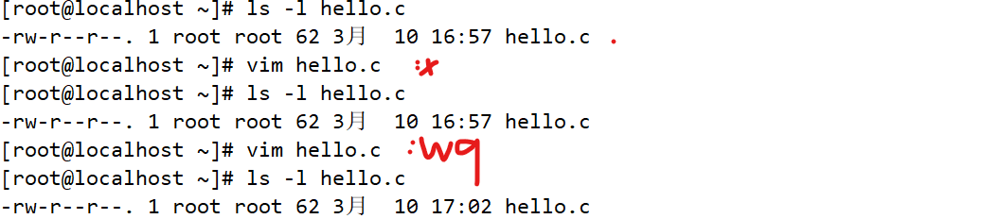 [root@localhost ~]# ls -l hello.c
-rw-r--r--. 1 root root 62 3月  10 16:57 hello.c .
[root@localhost ~]# vim hello.c :x
[root@localhost ~]# ls -l hello.c
-rw-r--r--. 1 root root 62 3月  10 16:57 hello.c
[root@localhost ~]# vim hello.c :wq
[root@localhost ~]# ls -l hello.c
-rw-r--r--. 1 root root 62 3月  10 17:02 hello.c